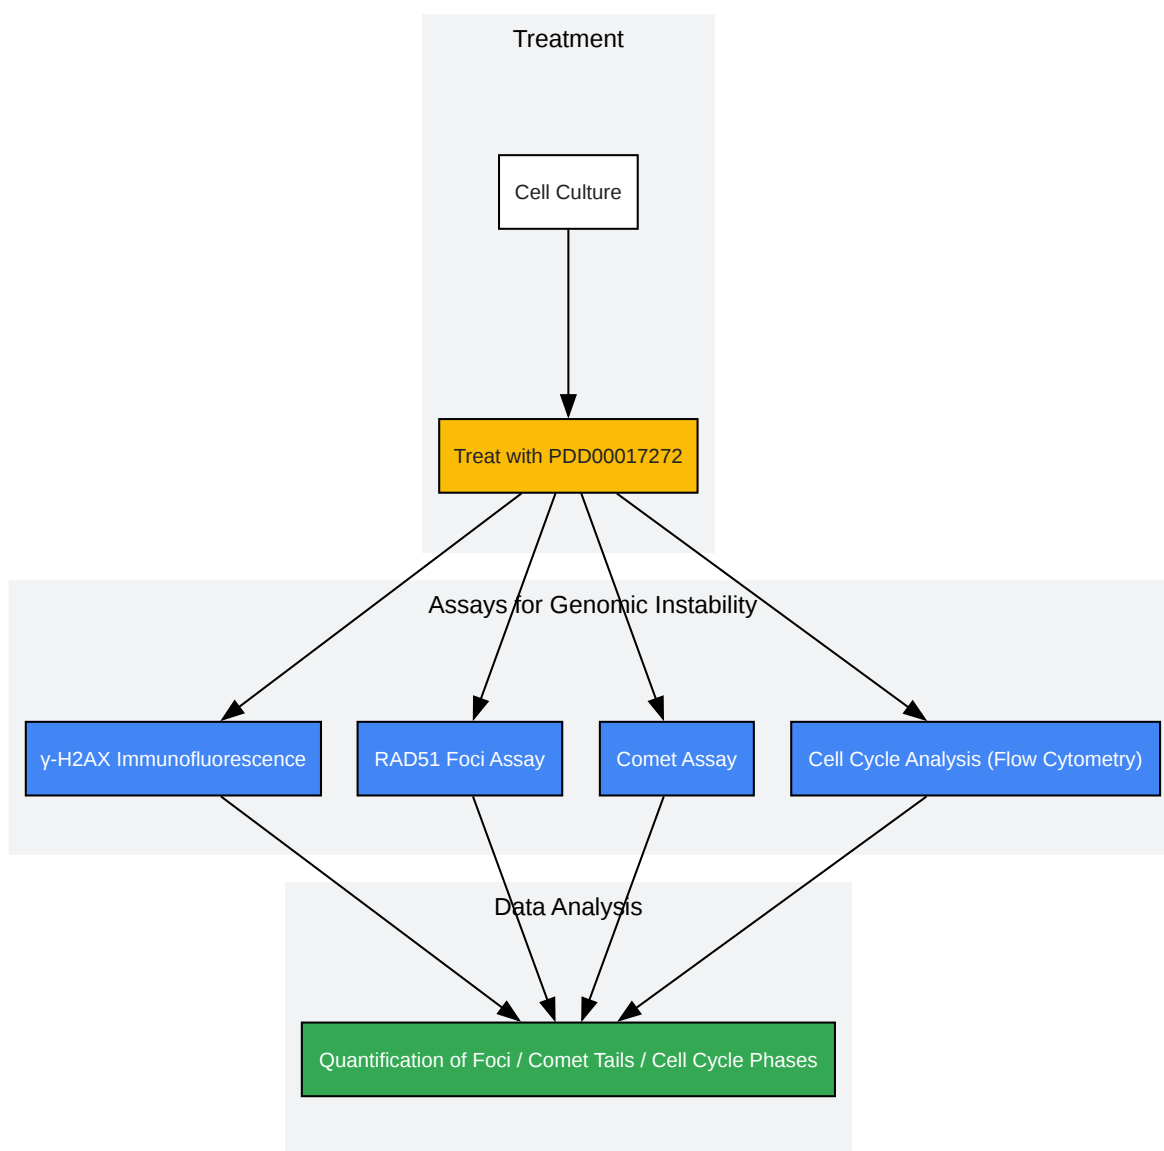 Treatment
Cell Culture
Treat with PDD00017272
Assays for Genomic Instability
γ-H2AX Immunofluorescence
RAD51 Foci Assay
Comet Assay
Cell Cycle Analysis (Flow Cytometry)
Data Analysis
Quantification of Foci / Comet Tails / Cell Cycle Phases